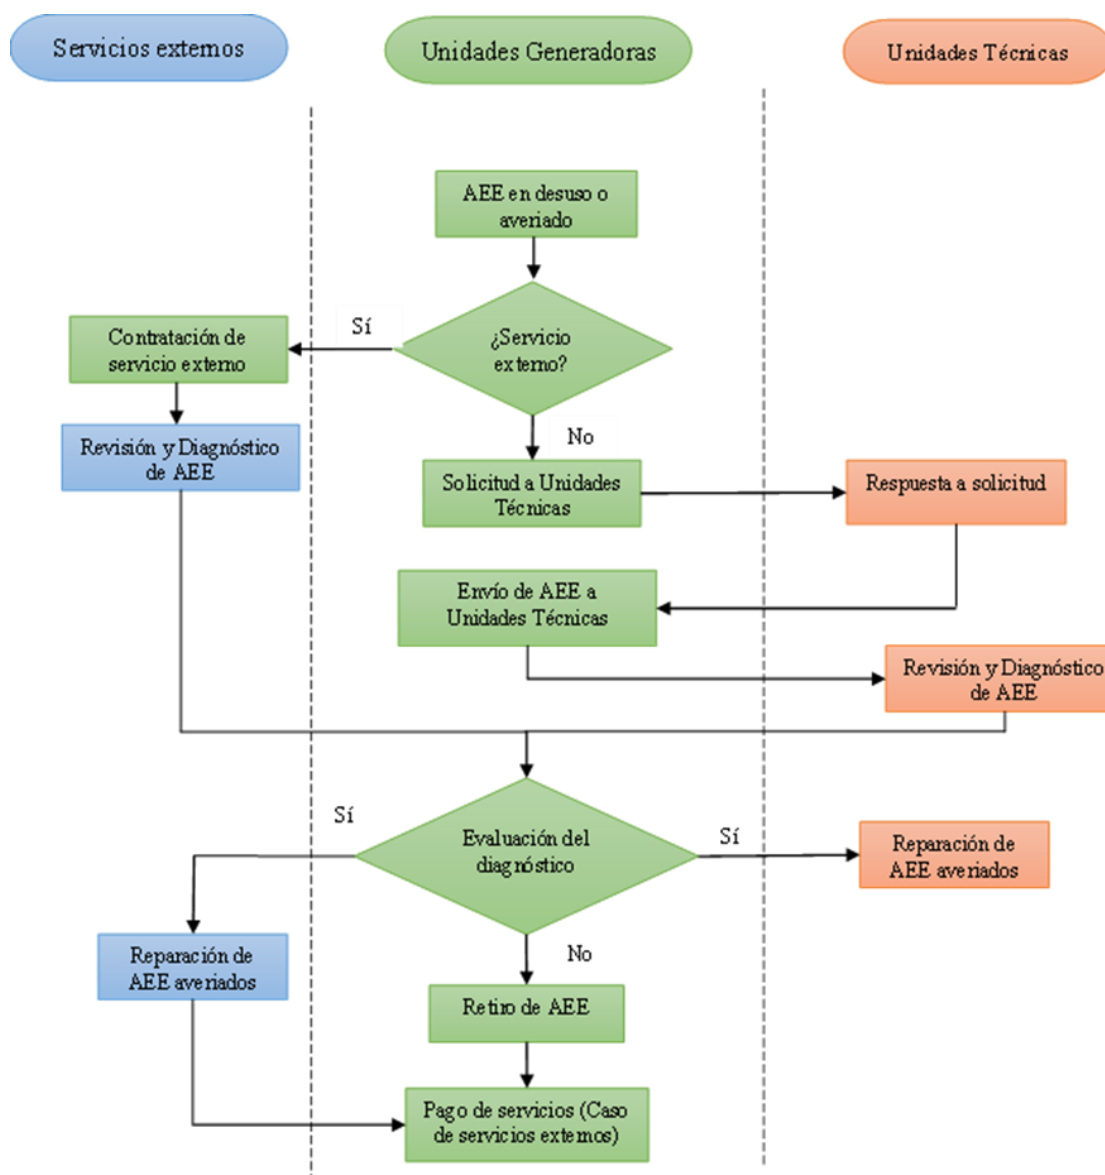 Servicios externos
Unidades Generadoras
Unidades Técnicas
AEE en desuso o
averiado
Sí
¿Servicio
externo?
Contratación de
servicio externo
No
Revisión y Diagnóstico
de AEE
Solicitud a Unidades
Técnicas
Respuesta a solicitud
Envío de AEE a
Unidades Técnicas
Revisión y Diagnóstico
de AEE
Sí
Evaluación del
diagnóstico
Sí
Reparación de
AEE averiados
No
Reparación de
AEE averiados
Retiro de AEE
Pago de servicios (Caso
de servicios externos)